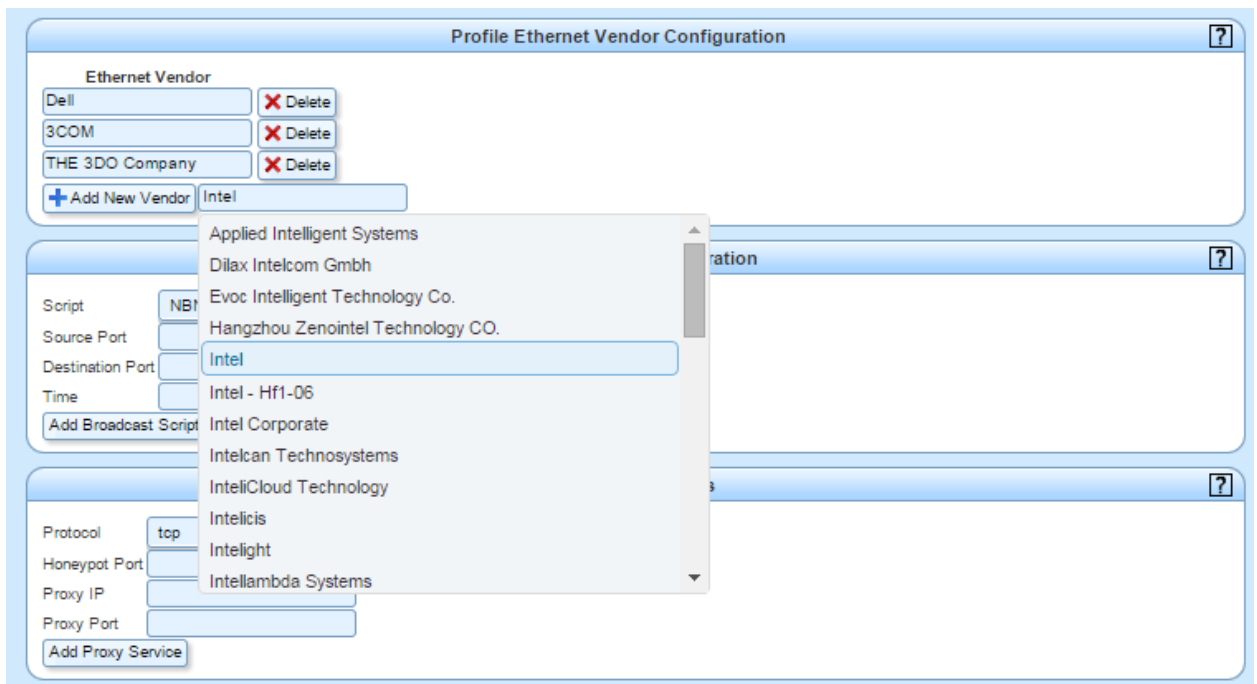 Profile Ethernet Vendor Configuration ?
Ethernet Vendor
Dell Delete
3COM Delete
THE 3DO Company Delete
Add New Vendor Intel
Applied Intelligent Systems
Dilax Intelcom Gmbh
Evoc Intelligent Technology Co.
Hangzhou Zenointel Technology CO.
Intel
Intel - Hf1-06
Intel Corporate
Intelcan Technosystems
InteliCloud Technology
Intelicis
Intelight
Intellambda Systems
?
Script
Source Port
Destination Port
Time
Add Broadcast Script
?
Protocol tcp
Honeypot Port
Proxy IP
Proxy Port
Add Proxy Service